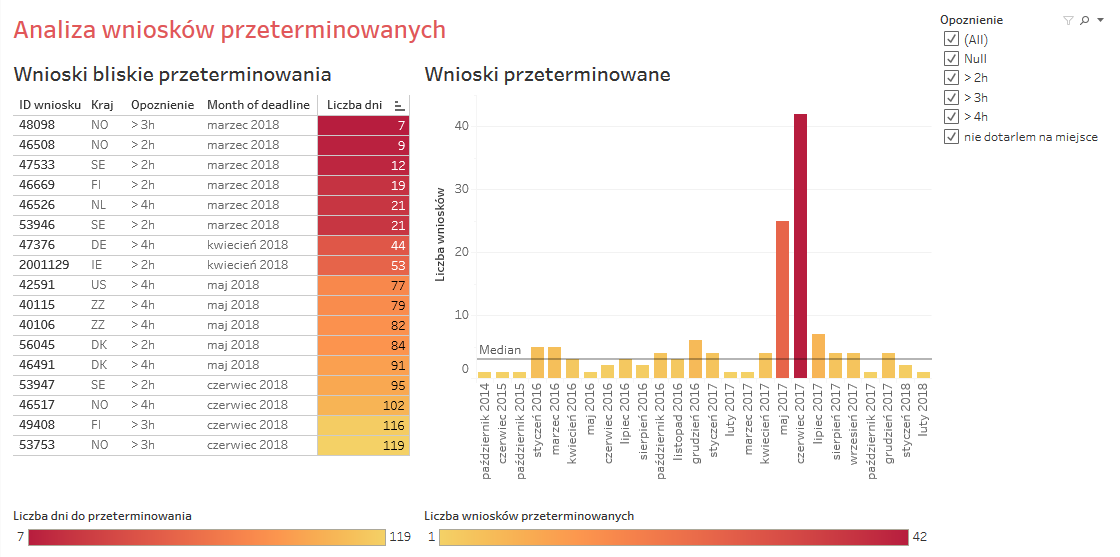 Analiza wniosków przeterminowanych
Wnioski bliskie przeterminowania
ID wniosku Kraj Opoznienie Month of deadline Liczba dni
48098 NO > 3h marzec 2018 7
46508 NO > 2h marzec 2018 9
47533 SE > 2h marzec 2018 12
46669 FI > 2h marzec 2018 19
46526 NL > 4h marzec 2018 21
53946 SE > 2h marzec 2018 21
47376 DE > 4h kwiecień 2018 44
2001129 IE > 2h kwiecień 2018 53
42591 US > 4h maj 2018 77
40115 ZZ > 4h maj 2018 79
40106 ZZ > 4h maj 2018 82
56045 DK > 2h maj 2018 84
46491 DK > 4h maj 2018 91
53947 SE > 2h czerwiec 2018 95
46517 NO > 4h czerwiec 2018 102
49408 FI > 3h czerwiec 2018 116
53753 NO > 3h czerwiec 2018 119
Wnioski przeterminowane
Liczba wniosków
40
30
20
10
0
Median
październik 2014
czerwiec 2015
październik 2015
styczeń 2016
marzec 2016
kwiecień 2016
maj 2016
czerwiec 2016
lipiec 2016
sierpień 2016
październik 2016
listopad 2016
grudzień 2016
styczeń 2017
luty 2017
marzec 2017
kwiecień 2017
maj 2017
czerwiec 2017
lipiec 2017
sierpień 2017
wrzesień 2017
październik 2017
grudzień 2017
styczeń 2018
luty 2018
Opoznienie
(All)
Null
> 2h
> 3h
> 4h
nie dotarlem na miejsce
Liczba dni do przeterminowania
7 119
Liczba wniosków przeterminowanych
1 42